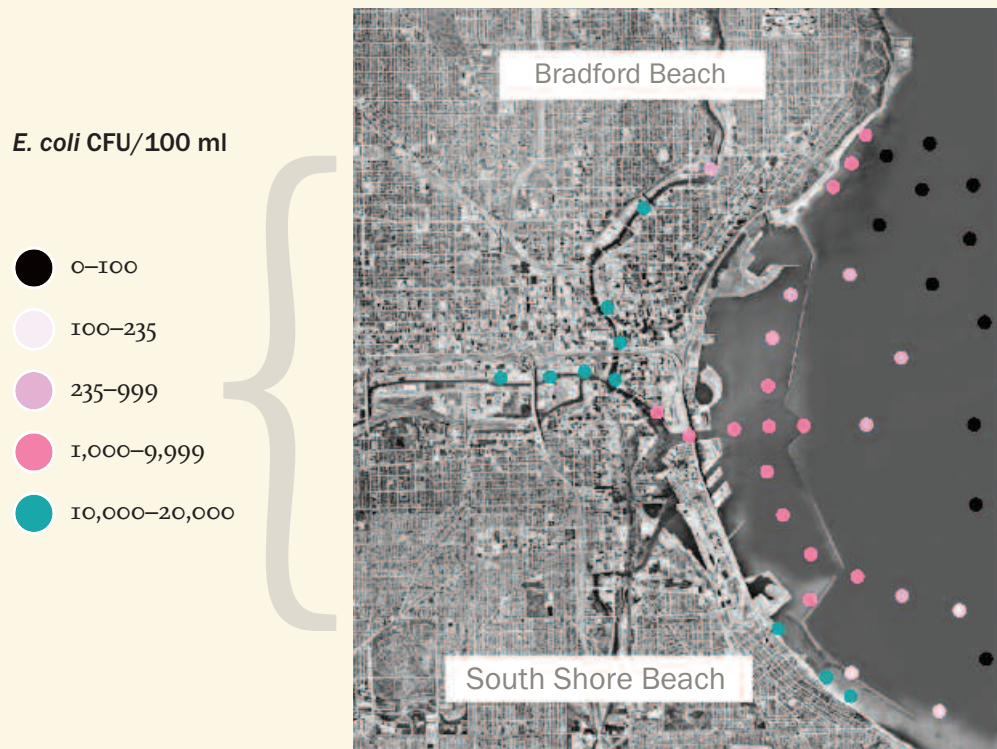 Bradford Beach
E. coli CFU/100 ml
0–100
100–235
235–999
1,000–9,999
10,000–20,000
South Shore Beach